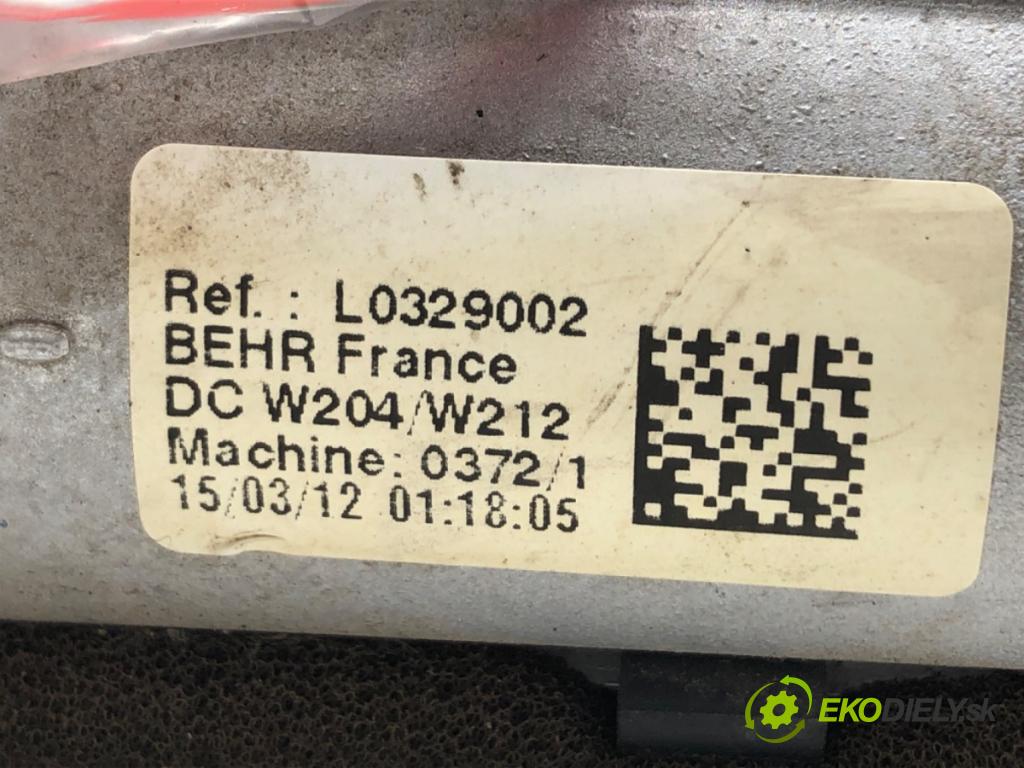 Ref. : L0329002
BEHR France
DC W204/W212
Machine: 0372/1
15/03/12 01:18:05
EKODIELY.sk